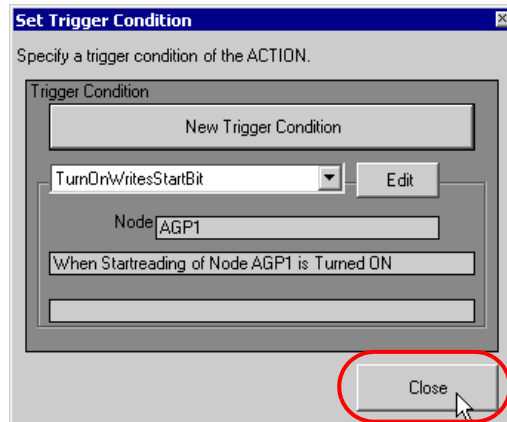 Set Trigger Condition
Specify a trigger condition of the ACTION.
Trigger Condition
New Trigger Condition
TurnOnWritesStartBit
Edit
Node AGP1
When Startreading of Node AGP1 is Turned ON
Close